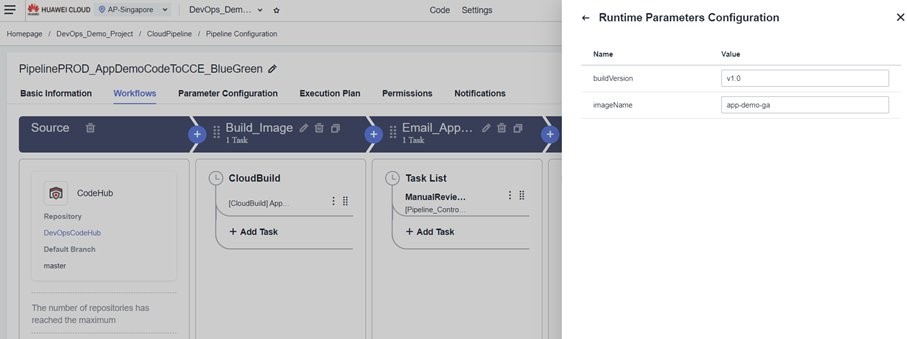 HUAWEI CLOUD AP-Singapore DevOps_Dem... Code Settings
Homepage / DevOps_Demo_Project / CloudPipeline / Pipeline Configuration
PipelinePROD_AppDemoCodeToCCE_BlueGreen
Basic Information Workflows Parameter Configuration Execution Plan Permissions Notifications
Source
Build_Image
1 Task
Email_App...
1 Task
CodeHub
Repository
DevOpsCodeHub
Default Branch
master
The number of repositories has
reached the maximum
CloudBuild
[CloudBuild] App...
+ Add Task
Task List
ManualRevie...
[Pipeline_Contro...
+ Add Task
Runtime Parameters Configuration
Name Value
buildVersion v1.0
imageName app-demo-ga